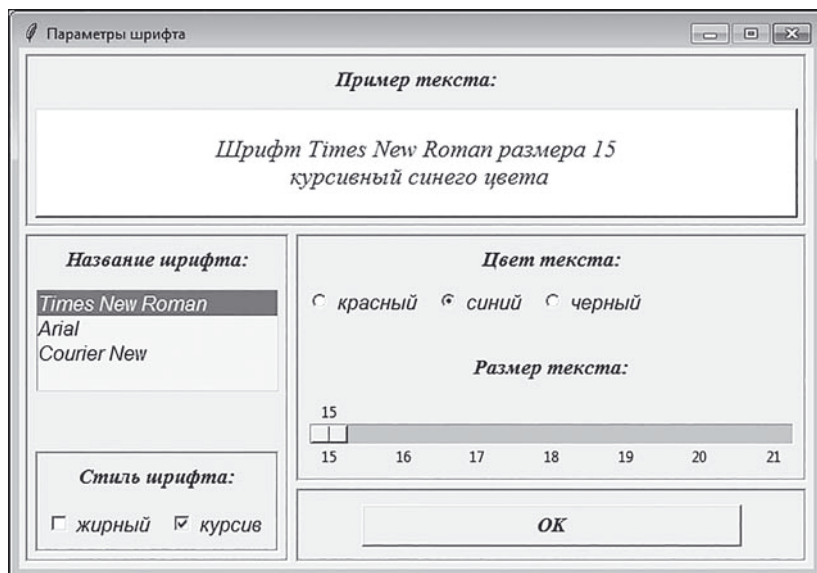 Параметры шрифта
Пример текста:
Шрифт Times New Roman размера 15
курсивный синего цвета
Название шрифта:
Times New Roman
Arial
Courier New
Стиль шрифта:
жирный курсив
Цвет текста:
красный синий черный
Размер текста:
15
15 16 17 18 19 20 21
OK